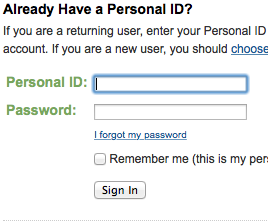 Already Have a Personal ID?
If you are a returning user, enter your Personal ID
account. If you are a new user, you should choose
Personal ID:
Password:
I forgot my password
Remember me (this is my
Sign In